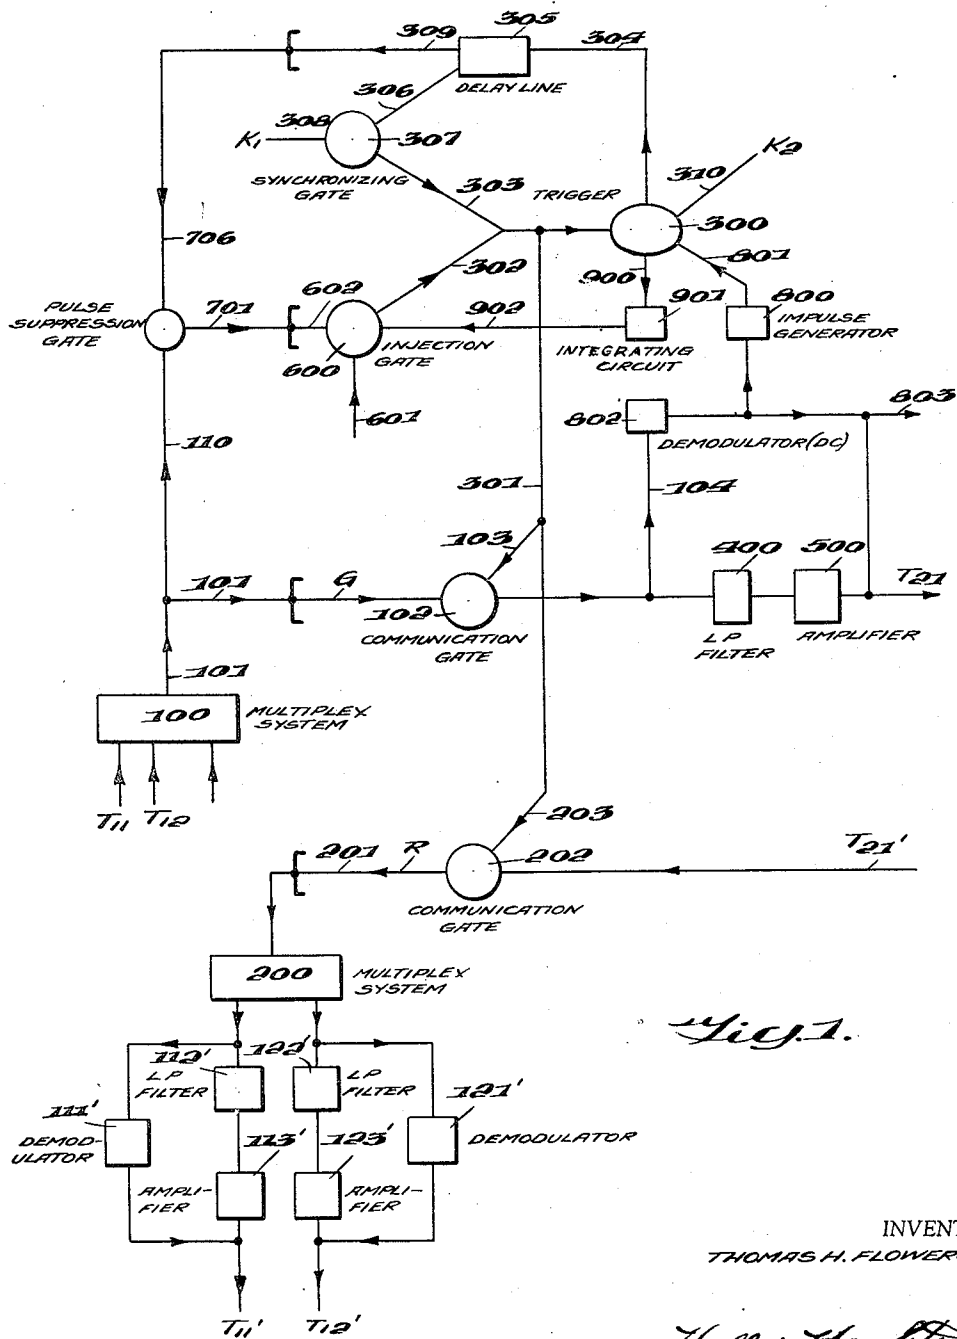 309
305
304
DELAY LINE
306
308
K1
307
SYNCHRONIZING
GATE
303
TRIGGER
310
K2
300
706
302
900
801
PULSE
SUPPRESSION
GATE
701
602
902
901
800
IMPULSE
GENERATOR
600
INJECTION
GATE
INTEGRATING
CIRCUIT
601
802
803
DEMODULATOR (DC)
110
301
104
103
400
500
101
G
102
T21
COMMUNICATION
GATE
LP
FILTER
AMPLIFIER
101
100
MULTIPLEX
SYSTEM
T11
T12
203
201
R
202
T21'
COMMUNICATION
GATE
200
MULTIPLEX
SYSTEM
Fig.1.
112'
122'
LP
FILTER
LP
FILTER
121'
111'
DEMOD-
ULATOR
113'
123'
DEMODULATOR
AMPLI-
FIER
AMPLI-
FIER
T11'
T12'
INVENT
THOMAS H. FLOWER